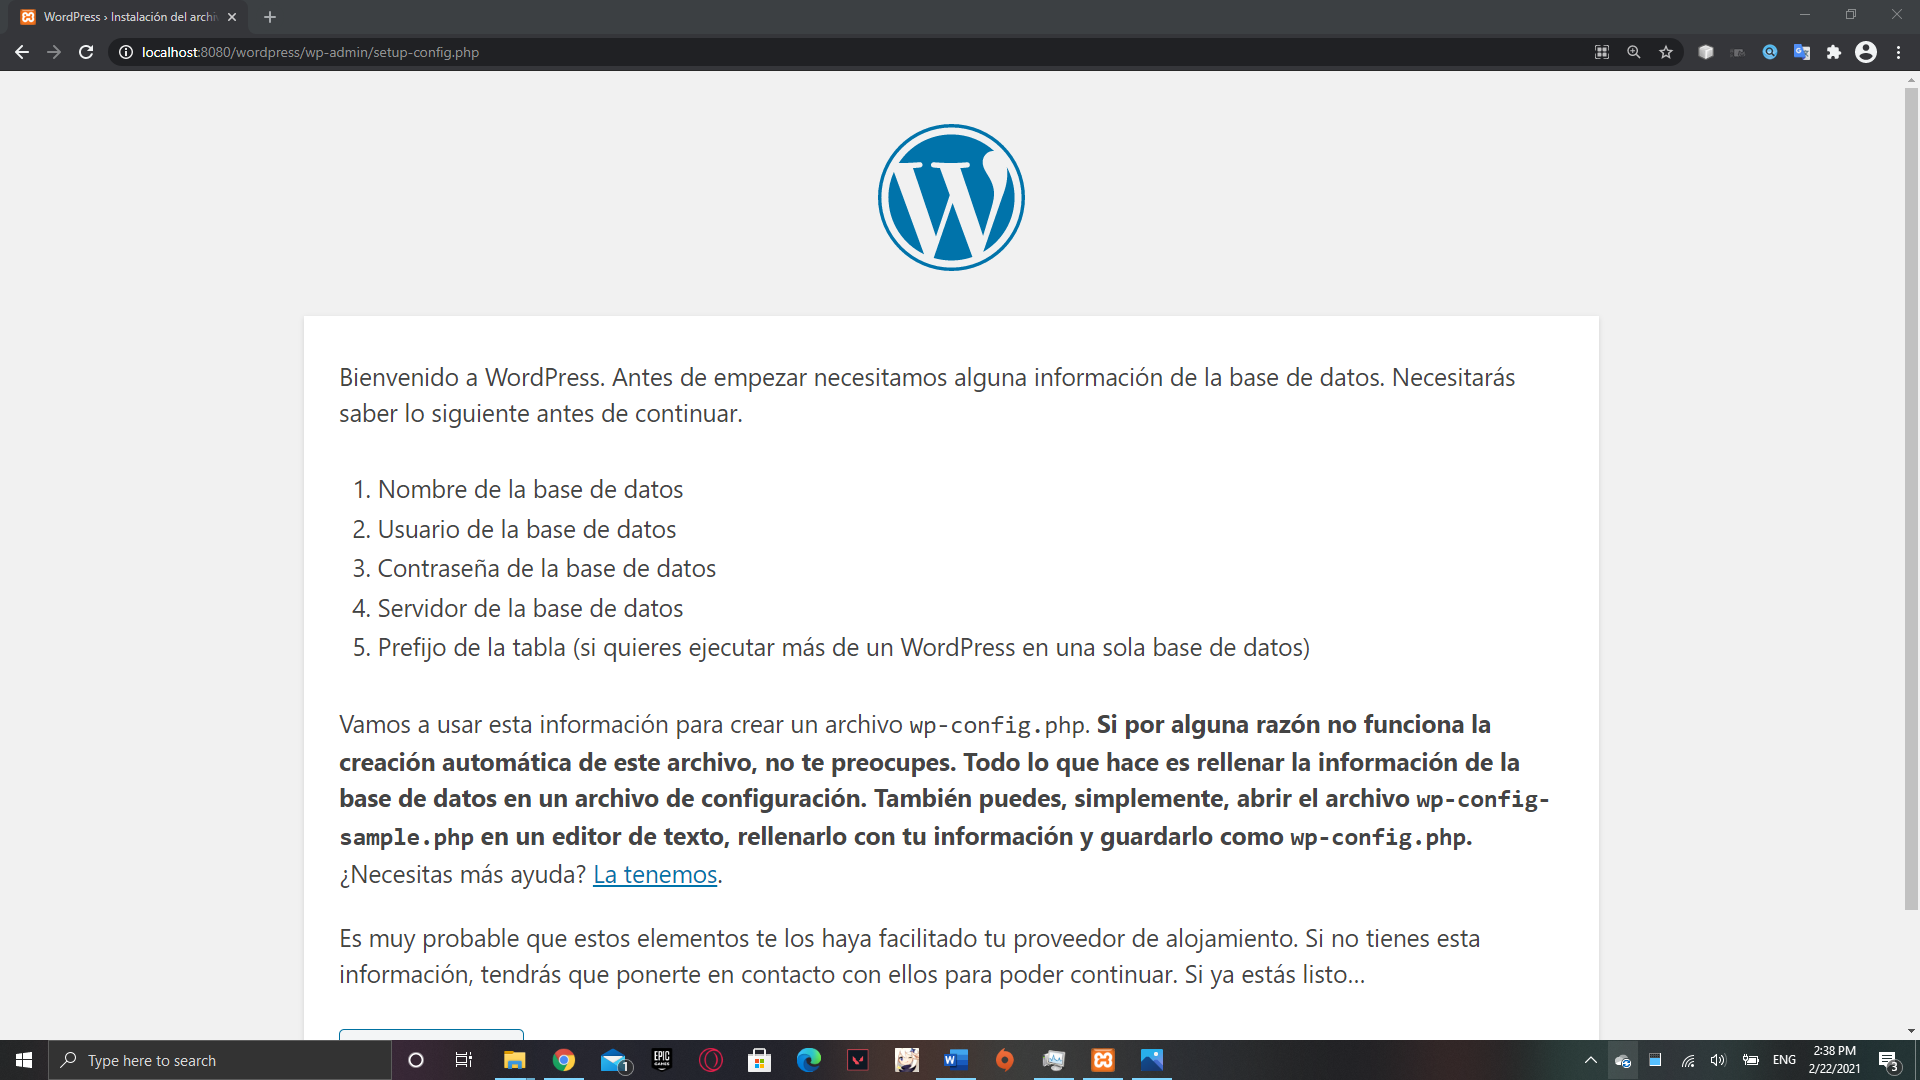 WordPress › Instalación del archi
localhost:8080/wordpress/wp-admin/setup-config.php
Bienvenido a WordPress. Antes de empezar necesitamos alguna información de la base de datos. Necesitarás
saber lo siguiente antes de continuar.
1. Nombre de la base de datos
2. Usuario de la base de datos
3. Contraseña de la base de datos
4. Servidor de la base de datos
5. Prefijo de la tabla (si quieres ejecutar más de un WordPress en una sola base de datos)
Vamos a usar esta información para crear un archivo wp-config.php. Si por alguna razón no funciona la
creación automática de este archivo, no te preocupes. Todo lo que hace es rellenar la información de la
base de datos en un archivo de configuración. También puedes, simplemente, abrir el archivo wp-config-
sample.php en un editor de texto, rellenarlo con tu información y guardarlo como wp-config.php.
¿Necesitas más ayuda? La tenemos.
Es muy probable que estos elementos te los haya facilitado tu proveedor de alojamiento. Si no tienes esta
información, tendrás que ponerte en contacto con ellos para poder continuar. Si ya estás listo...
Type here to search
1
EPIC
GAMES
W
ENG
2:38 PM
2/22/2021
3